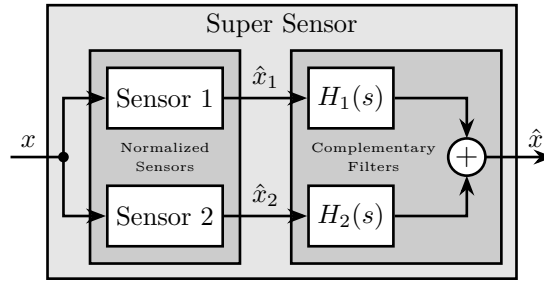 Super Sensor
x
Sensor 1
x̂₁
H₁(s)
Normalized
Sensors
Complementary
Filters
+
x̂
Sensor 2
x̂₂
H₂(s)